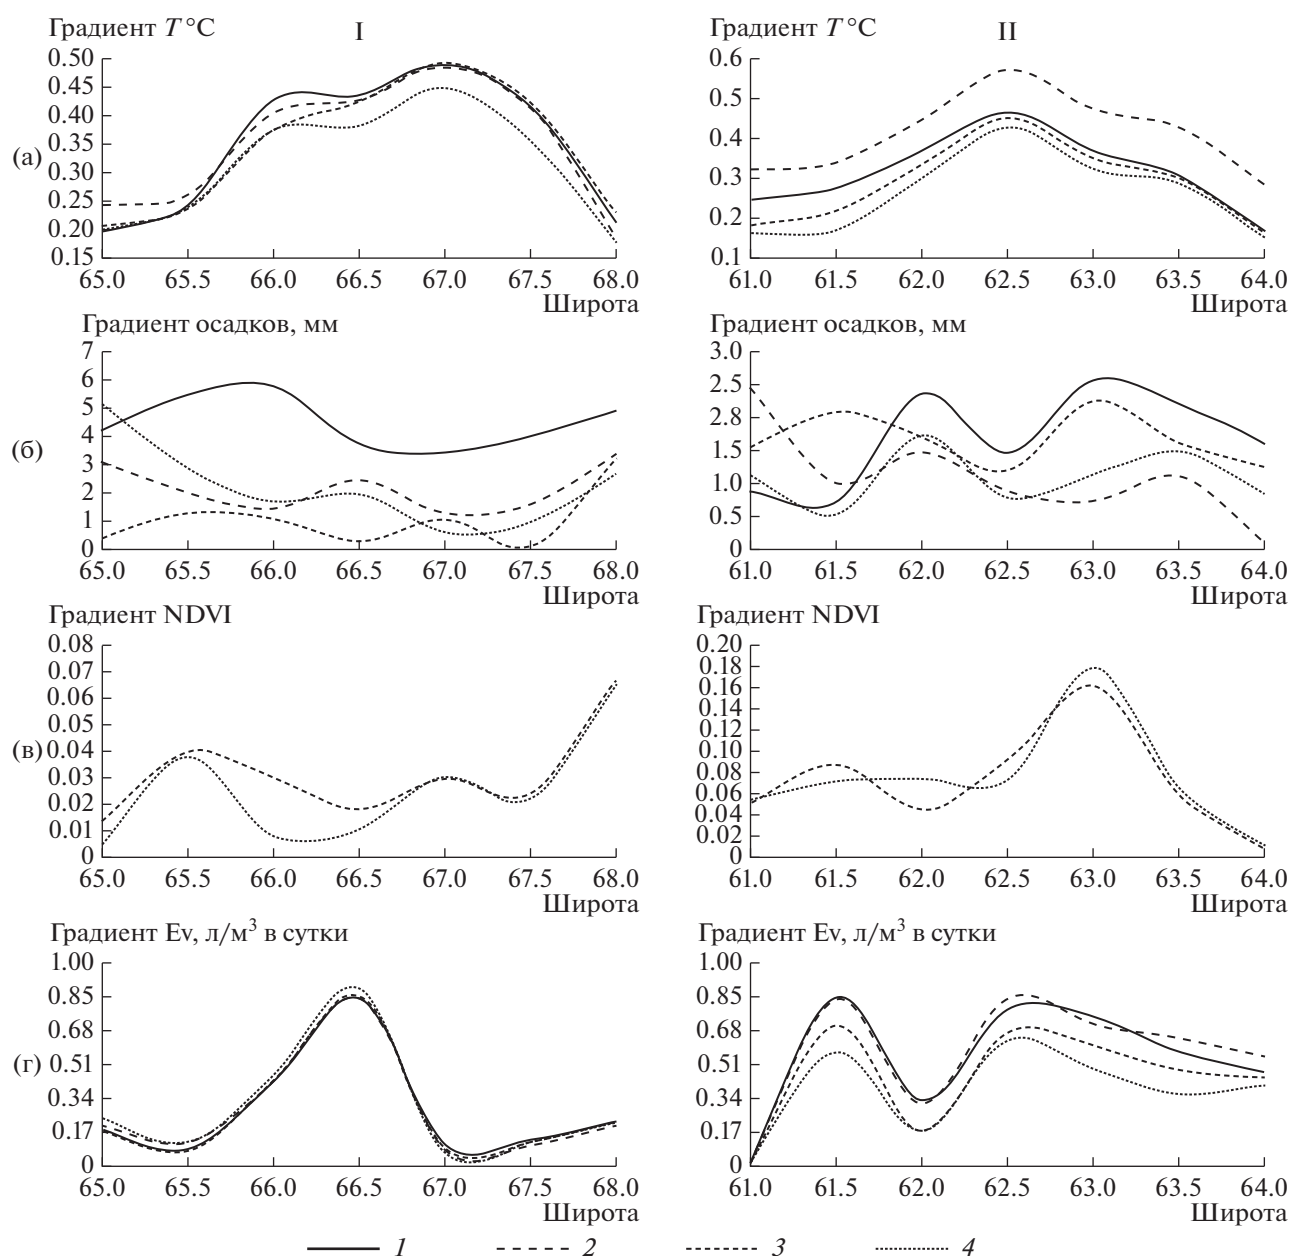 Градиент T °C
I
0.50
0.45
0.40
0.35
0.25
0.20
0.15
(а)
65.0 65.5 66.0 66.5 67.0 67.5 68.0
Широта
Градиент T °C
II
0.6
0.5
0.4
0.3
0.2
0.1
61.0 61.5 62.0 62.5 63.0 63.5 64.0
Широта
Градиент осадков, мм
7
6
5
4
3
2
1
0
(б)
65.0 65.5 66.0 66.5 67.0 67.5 68.0
Широта
Градиент осадков, мм
3.0
2.5
2.8
1.5
1.0
0.5
0
61.0 61.5 62.0 62.5 63.0 63.5 64.0
Широта
Градиент NDVI
0.08
0.07
0.06
0.05
0.04
0.03
0.02
0.01
0
(в)
65.0 65.5 66.0 66.5 67.0 67.5 68.0
Широта
Градиент NDVI
0.20
0.18
0.16
0.14
0.12
0.10
0.08
0.06
0.04
0.02
0
61.0 61.5 62.0 62.5 63.0 63.5 64.0
Широта
Градиент Ev, л/м³ в сутки
1.00
0.85
0.68
0.51
0.34
0.17
0
(г)
65.0 65.5 66.0 66.5 67.0 67.5 68.0
Широта
Градиент Ev, л/м³ в сутки
1.00
0.85
0.68
0.51
0.34
0.17
0
61.0 61.5 62.0 62.5 63.0 63.5 64.0
Широта
1 2 3 4